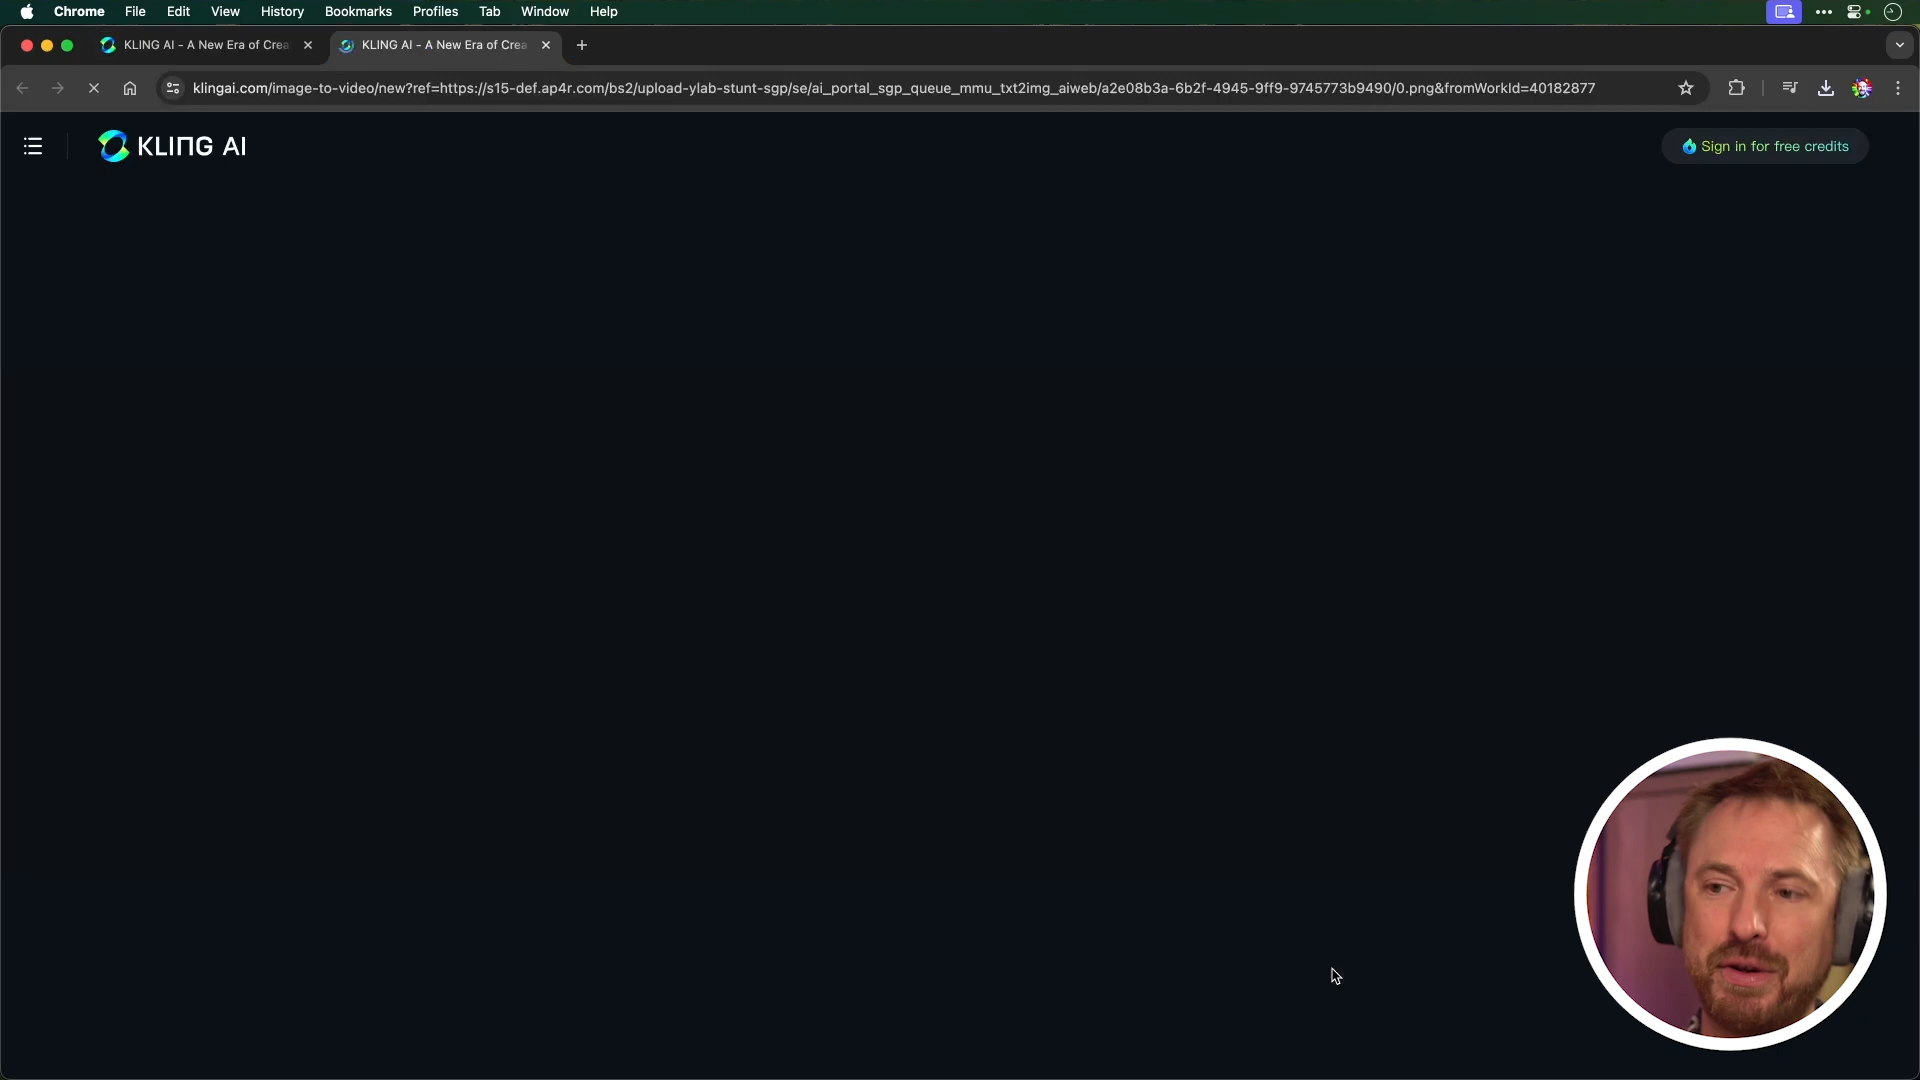 Chrome File Edit View History Bookmarks Profiles Tab Window Help
KLING AI - A New Era of Crea
KLING AI - A New Era of Crea
klingai.com/image-to-video/new?ref=https://s15-def.ap4r.com/bs2/upload-ylab-stunt-sgp/se/ai_portal_sgp_queue_mmu_txt2img_aiweb/a2e08b3a-6b2f-4945-9ff9-9745773b9490/0.png&fromWorkId=40182877
KLING AI
Sign in for free credits